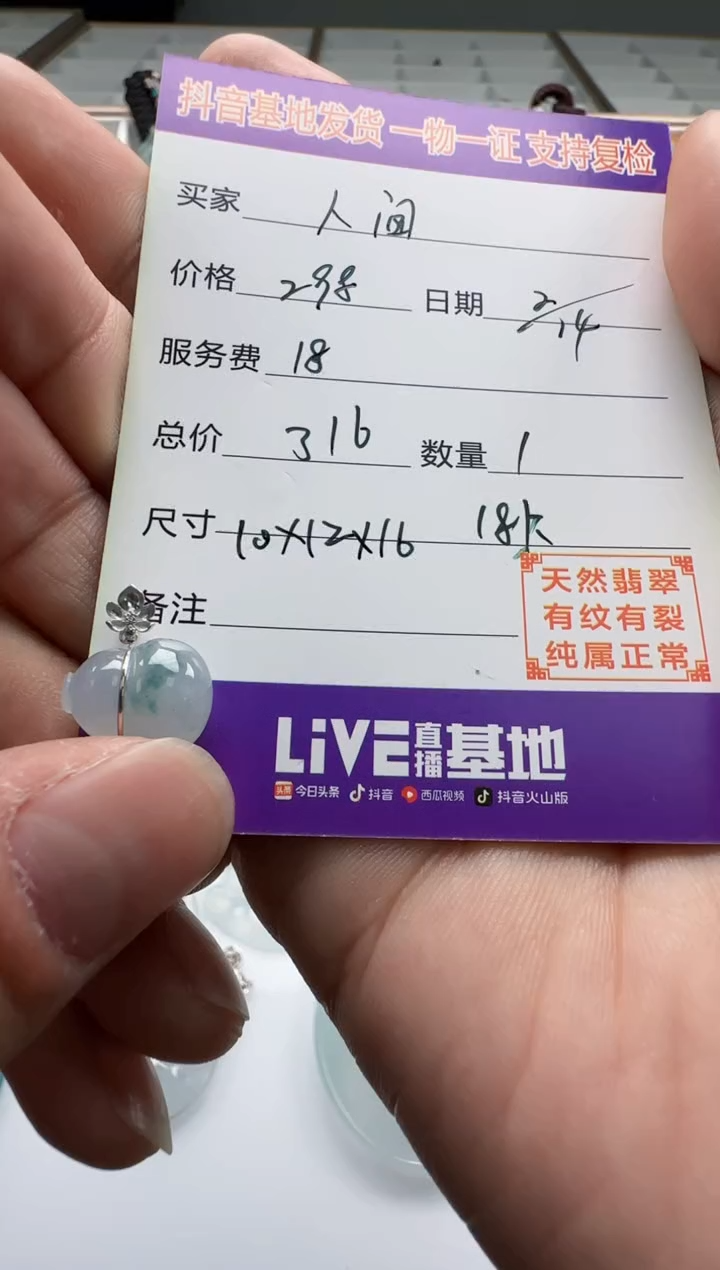 抖音基地发货 一物一证 支持复检
买家 人间
价格 298 日期 2/14
服务费 18
总价 316 数量 1
尺寸 10X12X16 18K
备注
天然翡翠
有纹有裂
纯属正常
LiVE直播基地
头条 今日头条 抖音 西瓜视频 抖音火山版